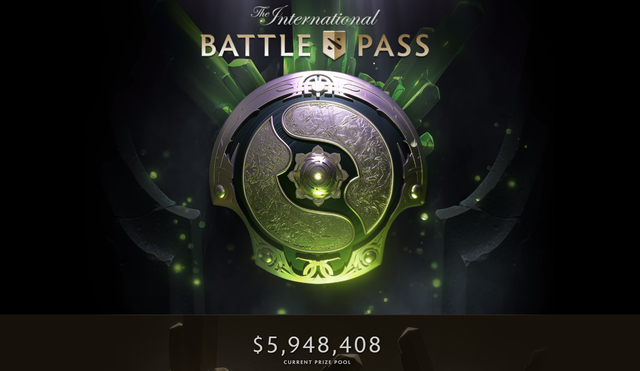 The International
BATTLE PASS
$5,948,408
CURRENT PRIZE POOL